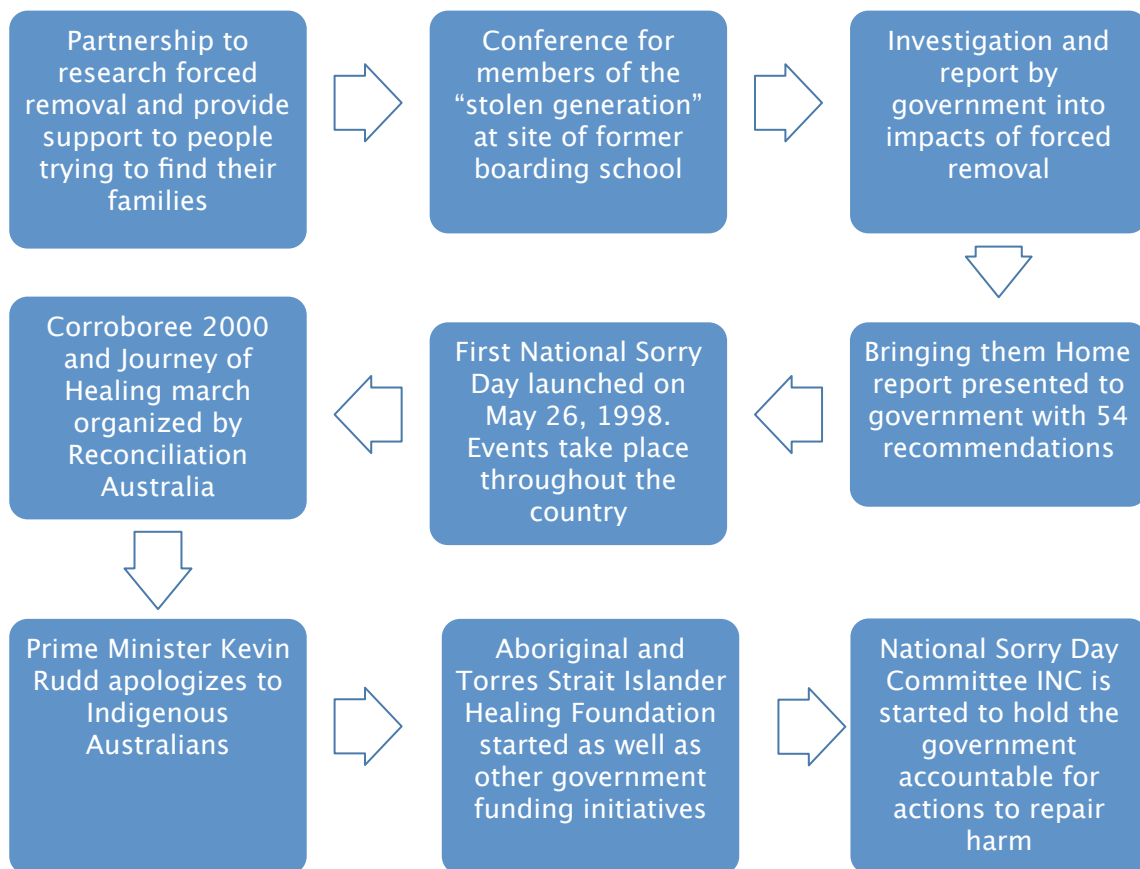 Partnership to
research forced
removal and provide
support to people
trying to find their
families
Conference for
members of the
“stolen generation”
at site of former
boarding school
Investigation and
report by
government into
impacts of forced
removal
Bringing them Home
report presented to
government with 54
recommendations
First National Sorry
Day launched on
May 26, 1998.
Events take place
throughout the
country
Corroboree 2000
and Journey of
Healing march
organized by
Reconciliation
Australia
Prime Minister Kevin
Rudd apologizes to
Indigenous
Australians
Aboriginal and
Torres Strait Islander
Healing Foundation
started as well as
other government
funding initiatives
National Sorry Day
Committee INC is
started to hold the
government
accountable for
actions to repair
harm